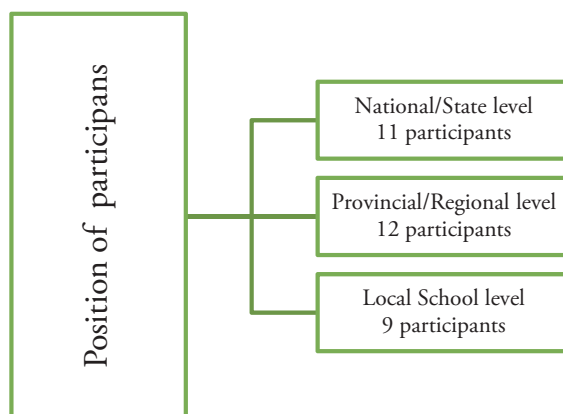 Position of participans
National/State level
11 participants
Provincial/Regional level
12 participants
Local School level
9 participants